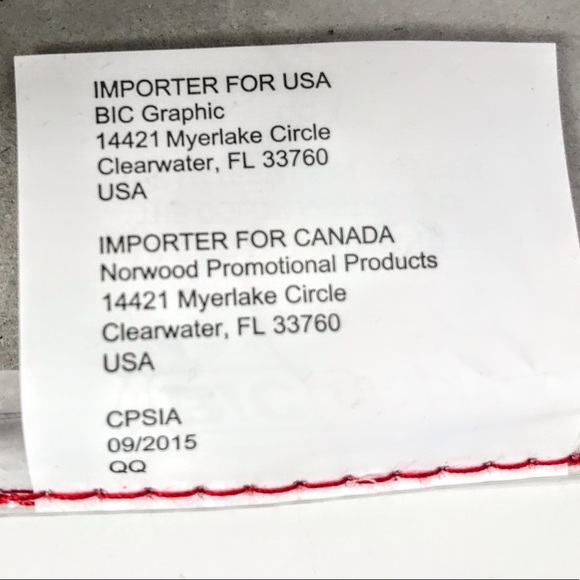 IMPORTER FOR USA
BIC Graphic
14421 Myerlake Circle
Clearwater, FL 33760
USA
IMPORTER FOR CANADA
Norwood Promotional Products
14421 Myerlake Circle
Clearwater, FL 33760
USA
CPSIA
09/2015
QQ